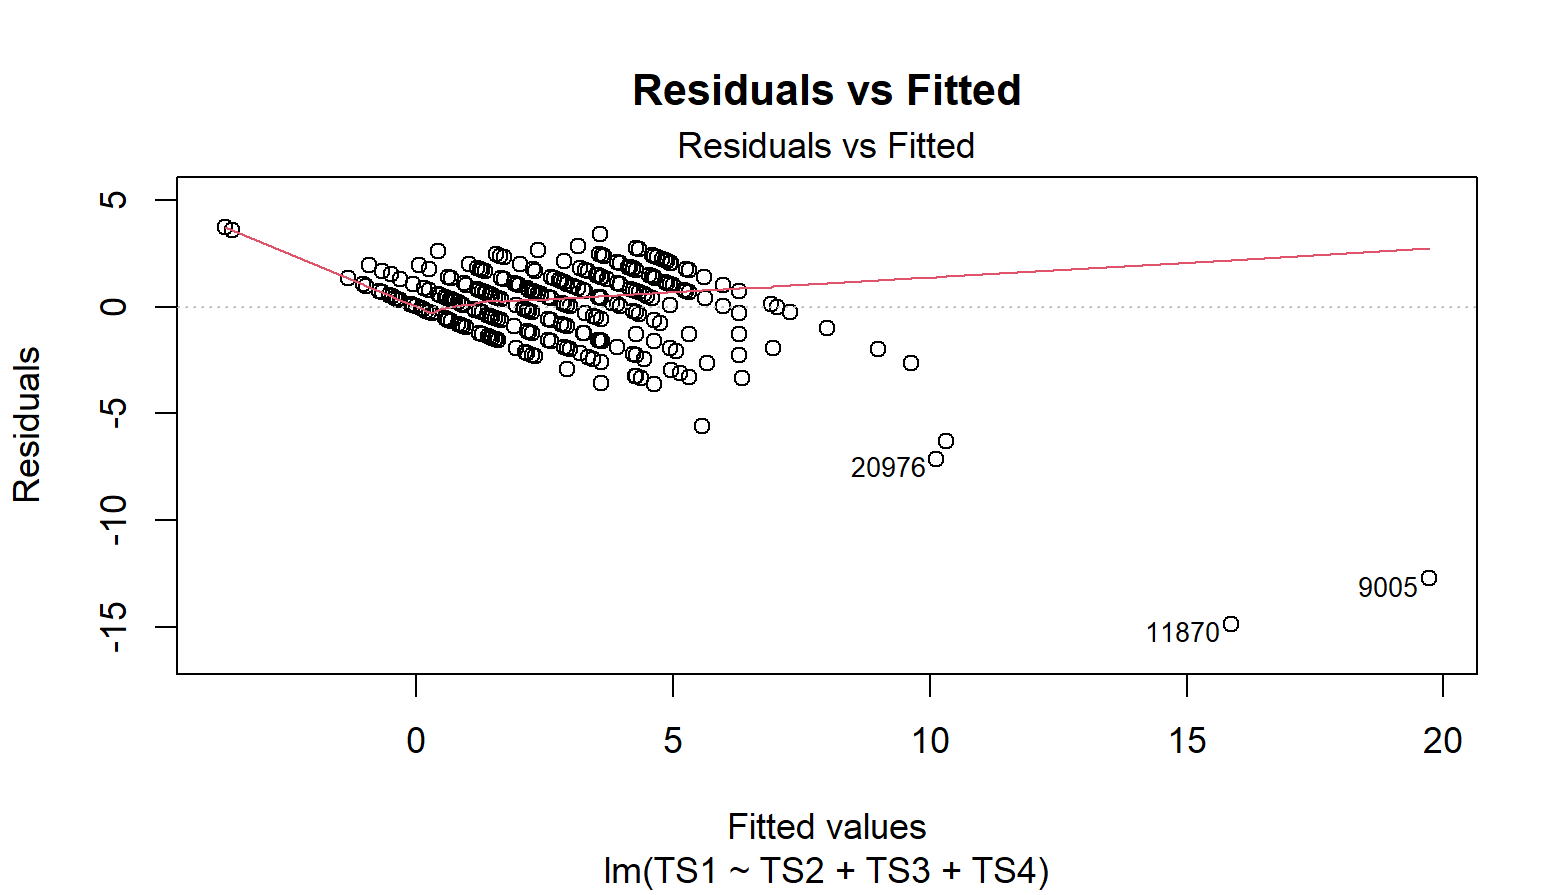 Residuals vs Fitted
Residuals vs Fitted
Residuals
5
0
-5
-10
-15
20976
9005
11870
0 5 10 15 20
Fitted values
lm(TS1 ~ TS2 + TS3 + TS4)